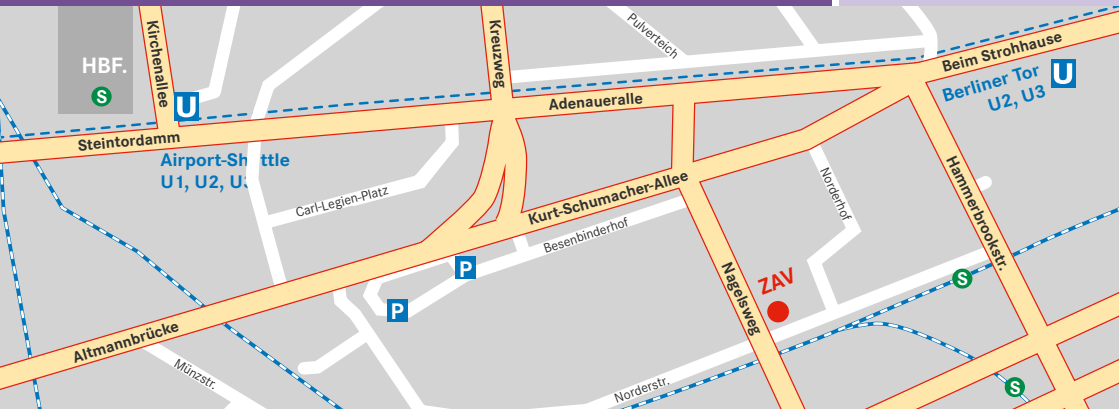 HBF.
S
Kirchenallee
U
Kreuzweg
Pulverteich
Beim Strohhause
Berliner Tor
U2, U3
U
Adenaueralle
Steintordamm
Airport-Shuttle
U1, U2, U3
Carl-Legien-Platz
Kurt-Schumacher-Allee
Besenbinderhof
Norderhof
Hammerbrookstr.
P
P
Nagelsweg
ZAV
S
Altmannbrücke
Münzstr.
Norderstr.
S